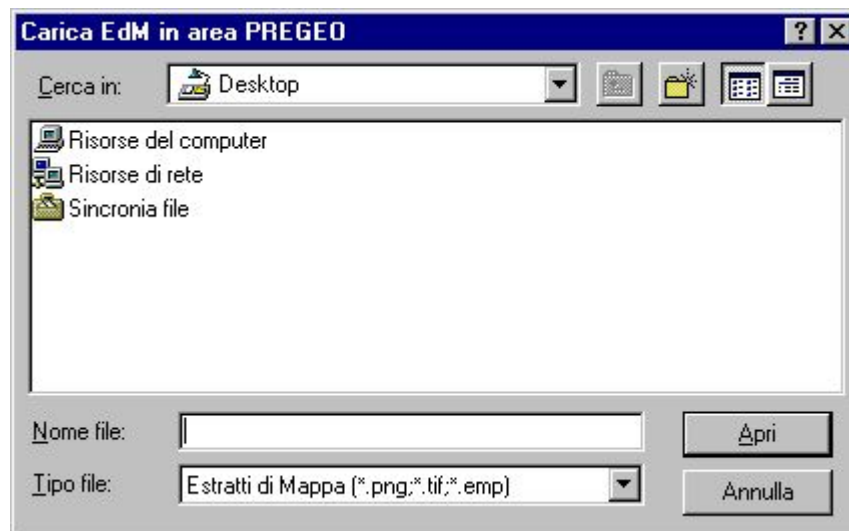 Carica EdM in area PREGEO
Cerca in: Desktop
Risorse del computer
Risorse di rete
Sincronia file
Nome file: Apri
Tipo file: Estratti di Mappa (*.png;*.tif;*.emp) Annulla